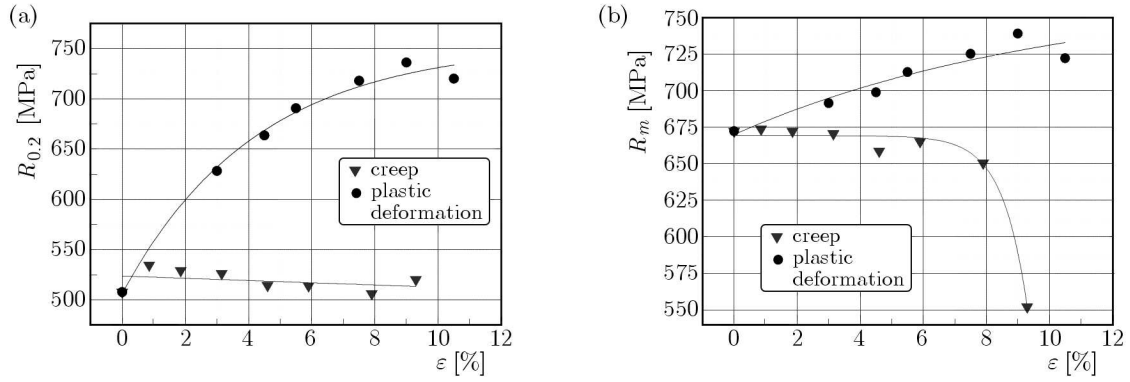 (a)
750
700
650
600
550
500
R0.2 [MPa]
creep
plastic
deformation
0 2 4 6 8 10 12
ε [%]
(b)
750
725
700
675
650
625
600
575
550
Rm [MPa]
creep
plastic
deformation
0 2 4 6 8 10 12
ε [%]